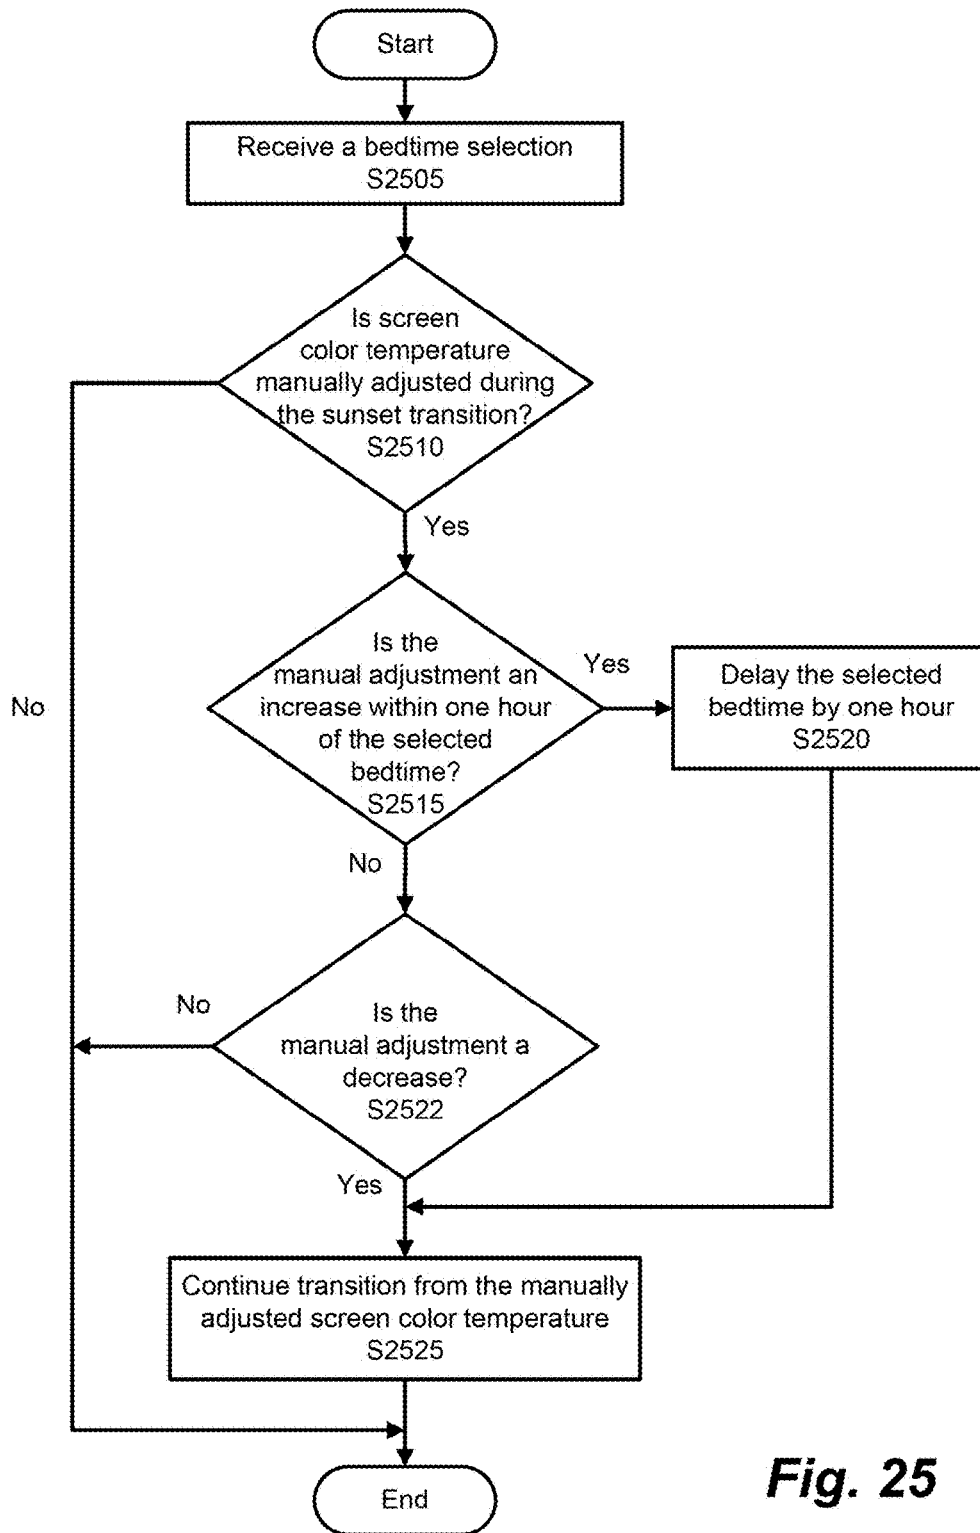 Start
Receive a bedtime selection
S2505
Is screen
color temperature
manually adjusted during
the sunset transition?
S2510
Yes
Is the
manual adjustment an
increase within one hour
of the selected
bedtime?
S2515
Yes
Delay the selected
bedtime by one hour
S2520
No
No
Is the
manual adjustment a
decrease?
S2522
No
Yes
Continue transition from the manually
adjusted screen color temperature
S2525
End
Fig. 25